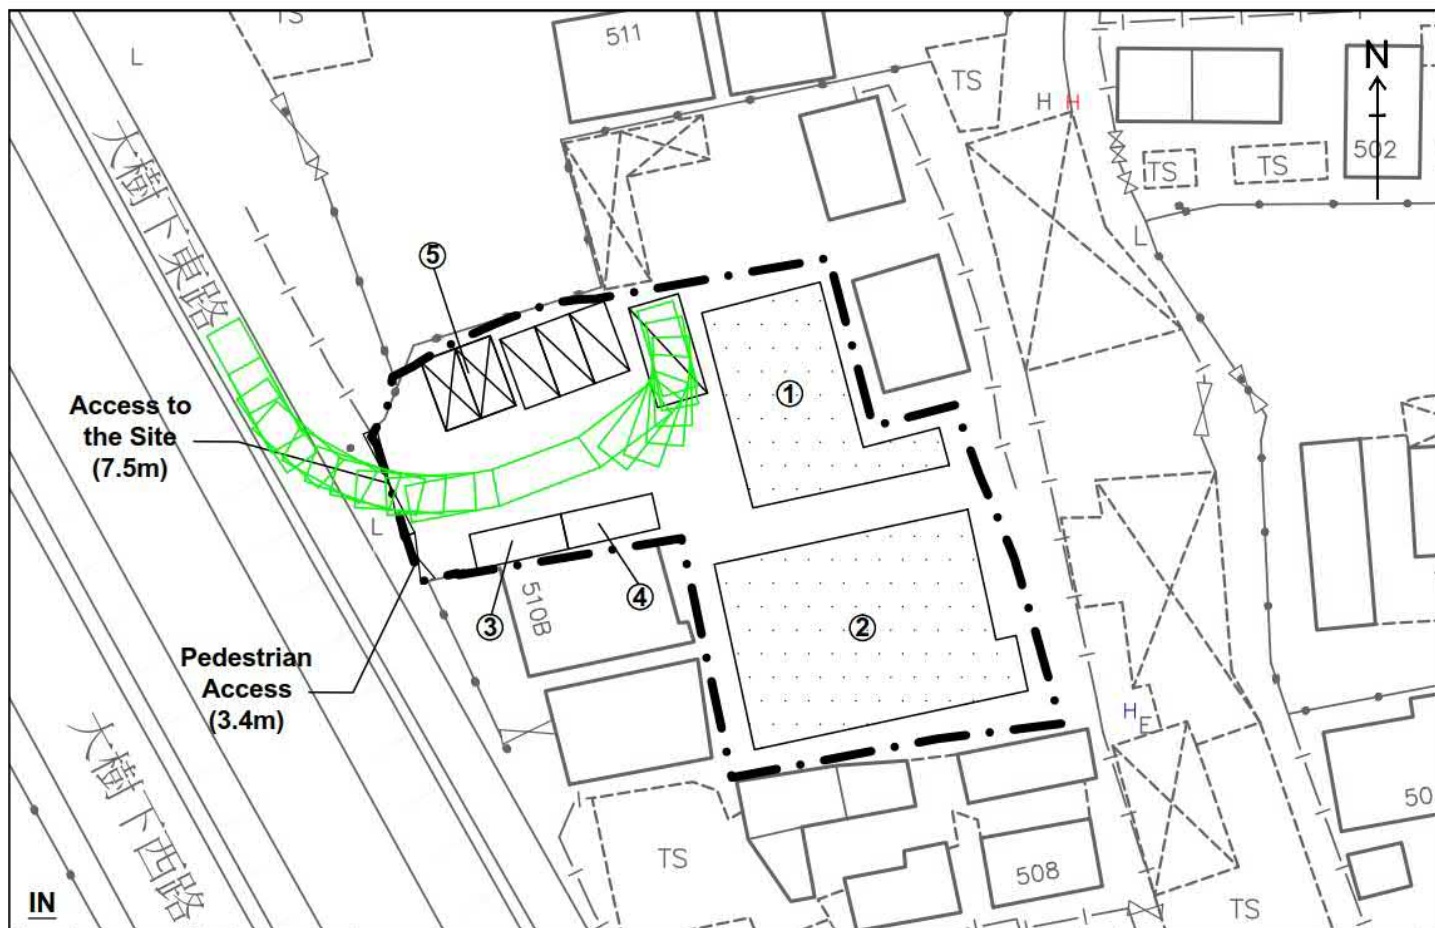 TS
511
L
N
TS
H H
502
TS
TS
L
大樹下東路
⑤
①
Access to
the Site
(7.5m)
L
③
④
②
510B
Pedestrian
Access
(3.4m)
H
E
大樹下西路
50
TS
508
TS
IN